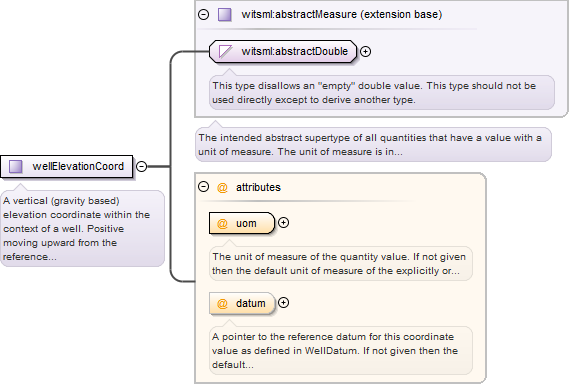 witsml:abstractMeasure (extension base)
witsml:abstractDouble
This type disallows an "empty" double value. This type should not be
used directly except to derive another type.
The intended abstract supertype of all quantities that have a value with a
unit of measure. The unit of measure is in...
wellElevationCoord
A vertical (gravity based)
elevation coordinate within the
context of a well. Positive
moving upward from the
reference...
@ attributes
@ uom
The unit of measure of the quantity value. If not given
then the default unit of measure of the explicitly or...
@ datum
A pointer to the reference datum for this coordinate
value as defined in WellDatum. If not given then the
default...